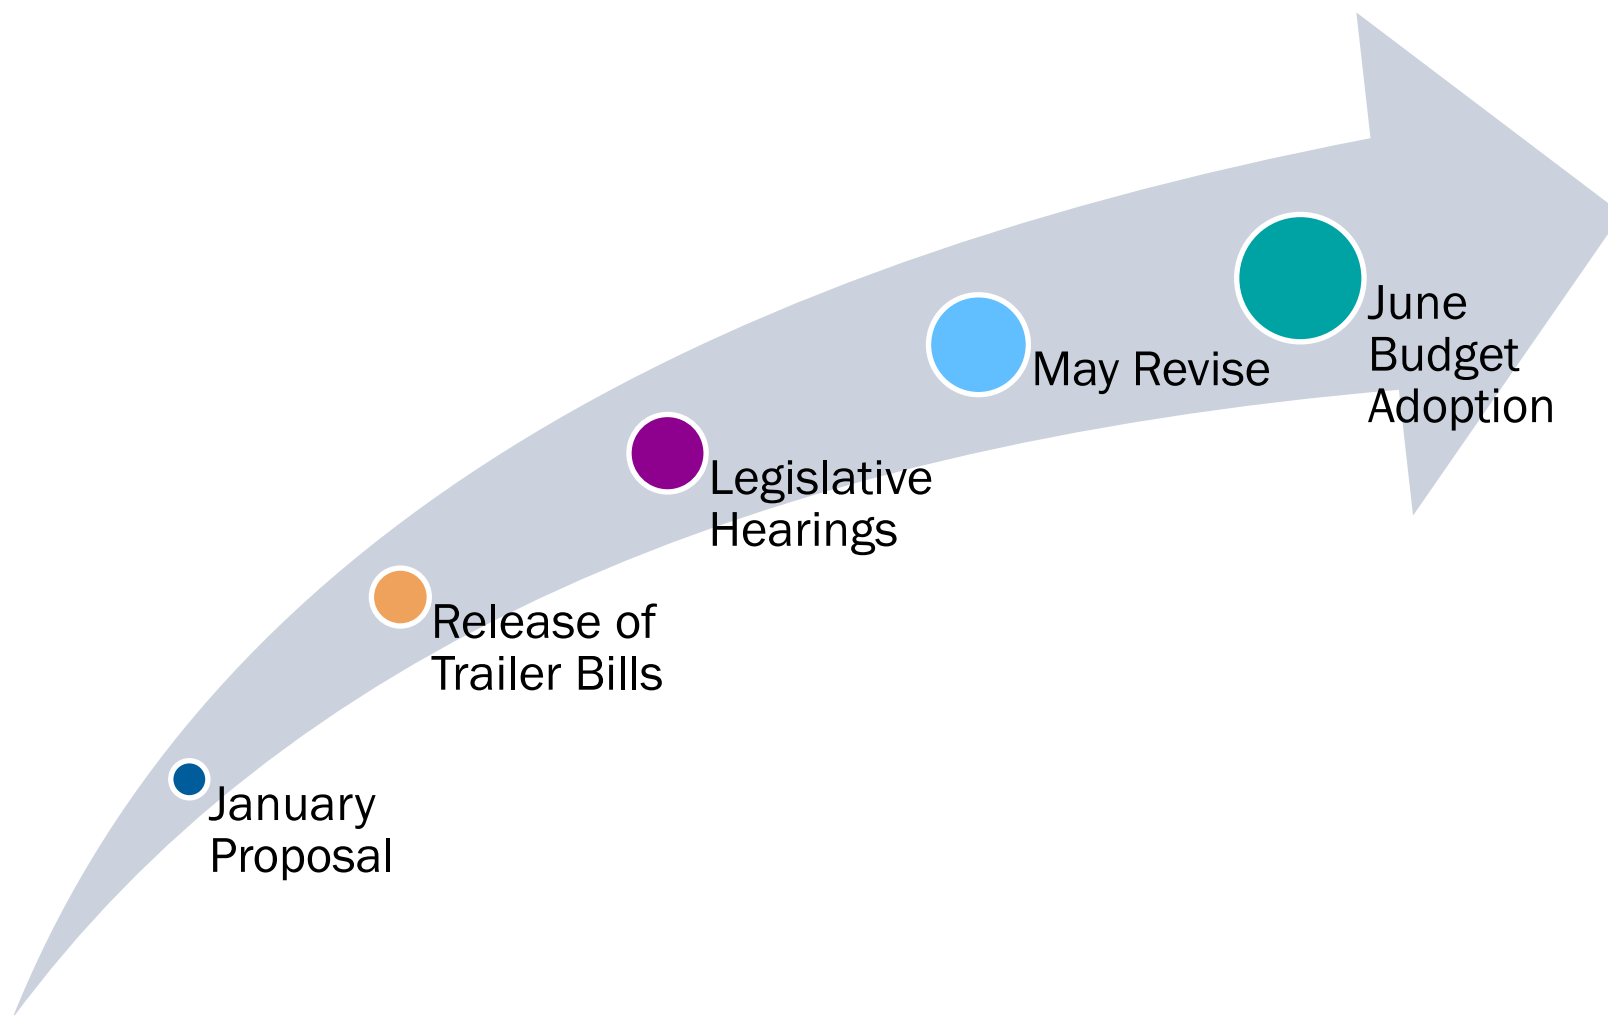 January
Proposal
Release of
Trailer Bills
Legislative
Hearings
May Revise
June
Budget
Adoption